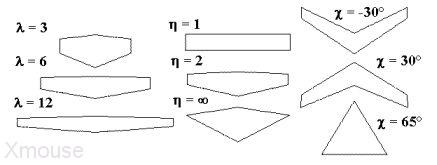 λ = 3
λ = 6
λ = 12
η = 1
η = 2
η = ∞
χ = -30°
χ = 30°
χ = 65°
Xmouse